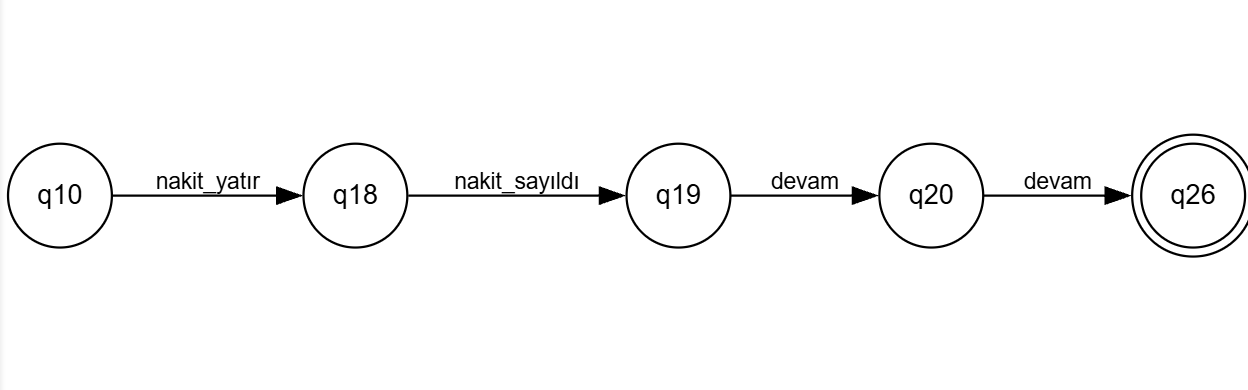 q10
nakit_yatır
q18
nakit_sayıldı
q19
devam
q20
devam
q26